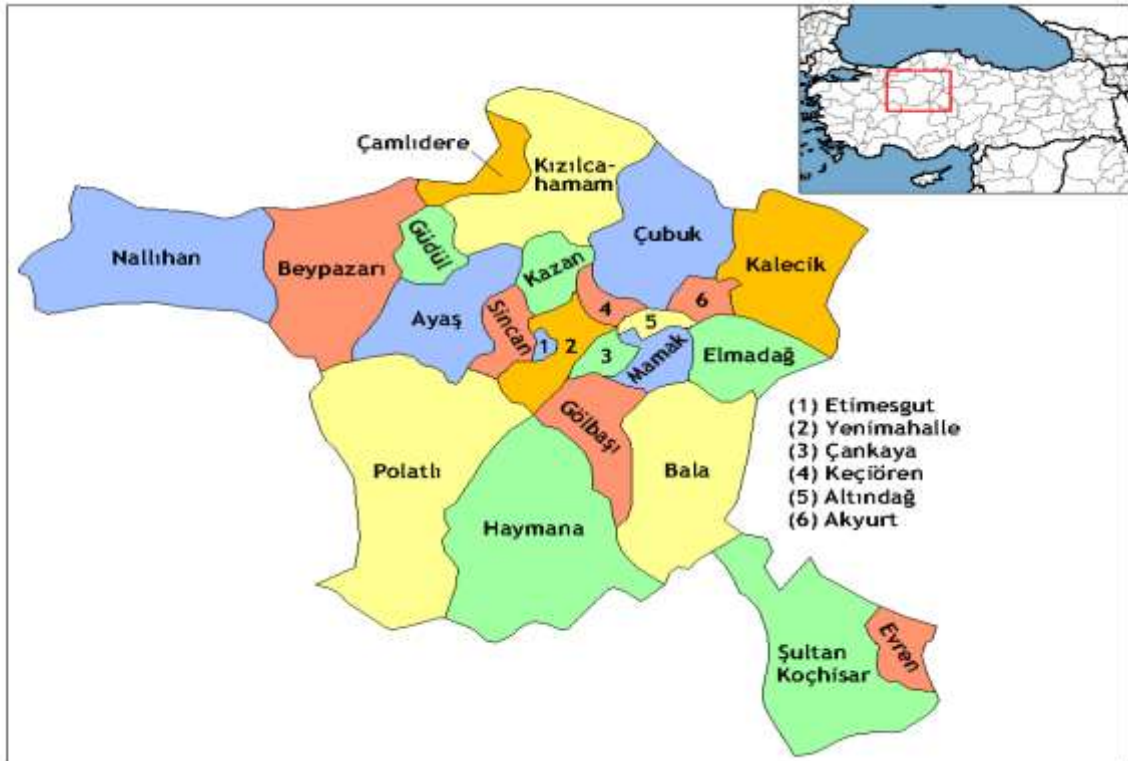 Çamlıdere
Kızılca-
hamam
Nallıhan
Beypazarı
Güdül
Kazan
Çubuk
Kalecik
Ayaş
Sincan
1
2
3
4
5
6
Mamak
Elmadağ
Gölbaşı
Polatlı
Haymana
Bala
(1) Etimesgut
(2) Yenimahalle
(3) Çankaya
(4) Keçiören
(5) Altındağ
(6) Akyurt
Şultan
Koçhisar
Evren